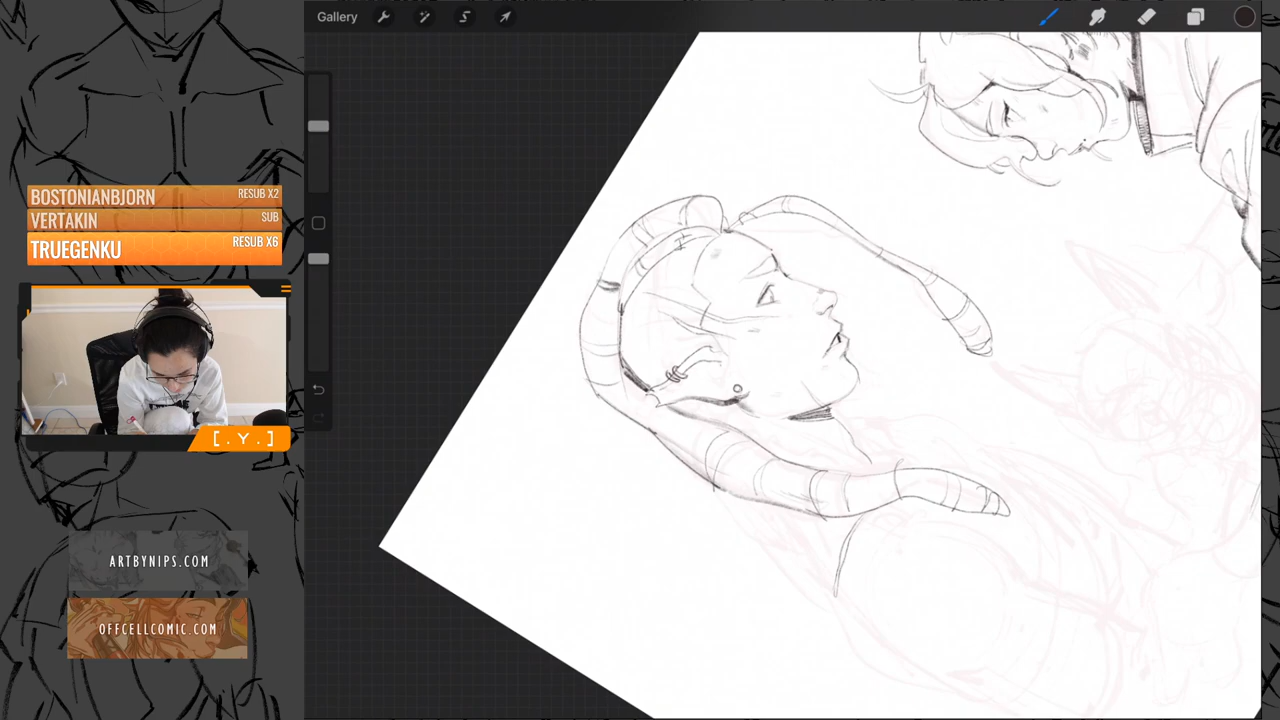 Gallery
BOSTONIANBJORN RESUB X2
VERTAKIN SUB
TRUEGENKU RESUB X6
[ . Y . ]
ARTBYNIPS.COM
OFFCELLCOMIC.COM